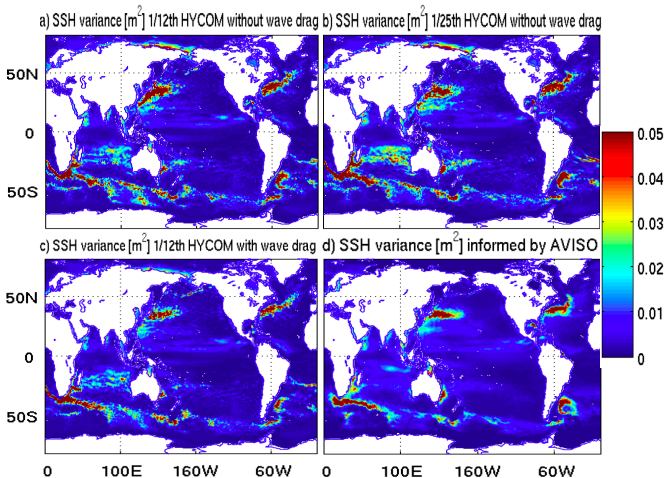 a) SSH variance [m²] 1/12th HYCOM without wave drag
b) SSH variance [m²] 1/25th HYCOM without wave drag
50N
0
50S
c) SSH variance [m²] 1/12th HYCOM with wave drag
d) SSH variance [m²] informed by AVISO
50N
0
50S
0 100E 160W 60W
100E 160W 60W
0.05
0.04
0.03
0.02
0.01
0